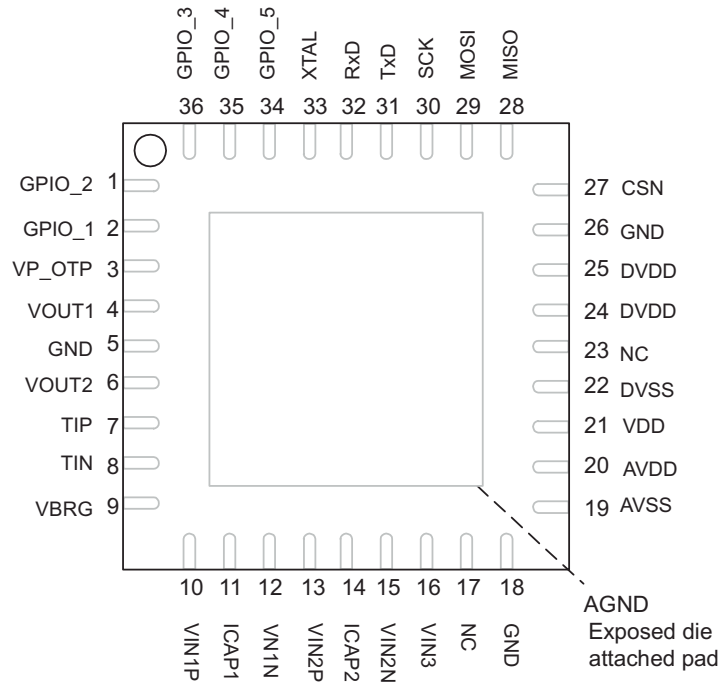 GPIO_3
GPIO_4
GPIO_5
XTAL
RxD
TxD
SCK
MOSI
MISO
36 35 34 33 32 31 30 29 28
GPIO_2 1
GPIO_1 2
VP_OTP 3
VOUT1 4
GND 5
VOUT2 6
TIP 7
TIN 8
VBRG 9
27 CSN
26 GND
25 DVDD
24 DVDD
23 NC
22 DVSS
21 VDD
20 AVDD
19 AVSS
10 11 12 13 14 15 16 17 18
VIN1P
ICAP1
VN1N
VIN2P
ICAP2
VIN2N
VIN3
NC
GND
AGND
Exposed die
attached pad